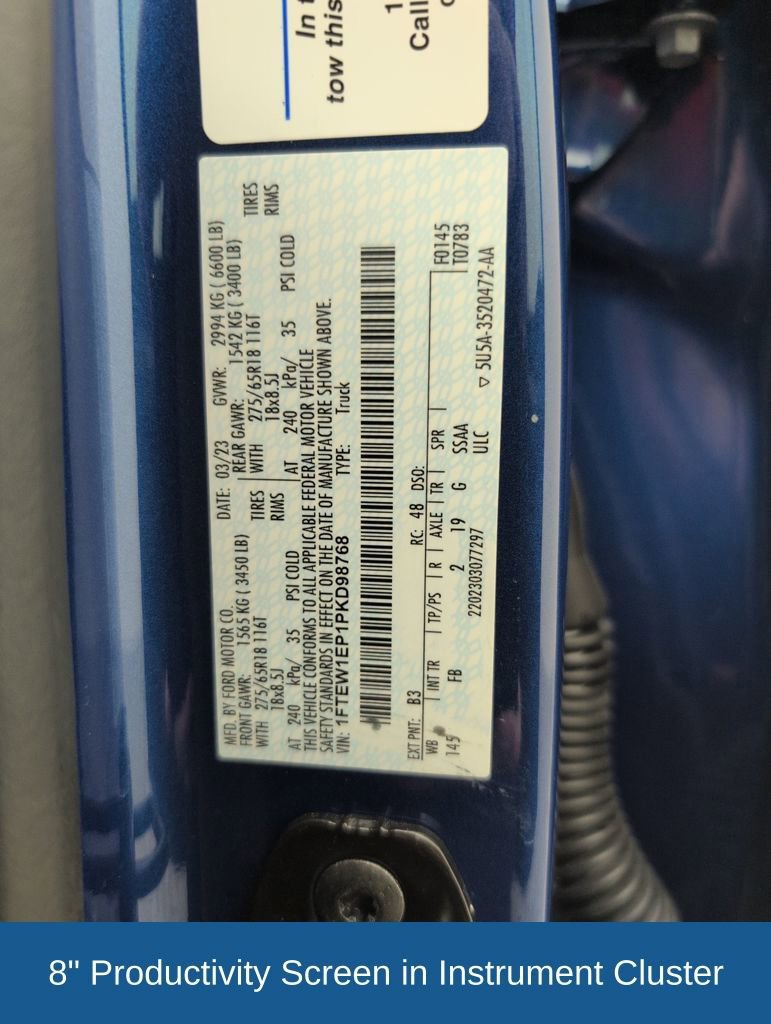 In t
tow this
1
Call
MFD. BY FORD MOTOR CO.
DATE: 03/23 GVWR: 2994 KG ( 6600 LB)
FRONT GAWR: 1565 KG ( 3450 LB) REAR GAWR: 1542 KG ( 3400 LB)
WITH 275/65R18 116T TIRES WITH 275/65R18 116T TIRES
18x8.5J RIMS 18x8.5J RIMS
AT 240 kPa/ 35 PSI COLD AT 240 kPa/ 35 PSI COLD
THIS VEHICLE CONFORMS TO ALL APPLICABLE FEDERAL MOTOR VEHICLE
SAFETY STANDARDS IN EFFECT ON THE DATE OF MANUFACTURE SHOWN ABOVE.
VIN: 1FTEW1EP1PKD98768 TYPE: Truck
EXT PNT: B3 RC: 48 DSO: F0145
WB INT TR TP/PS R AXLE TR SPR T0783
145 FB 2 19 G SSAA
2202303077297 ULC ▽ 5U5A-3520472-AA
8" Productivity Screen in Instrument Cluster